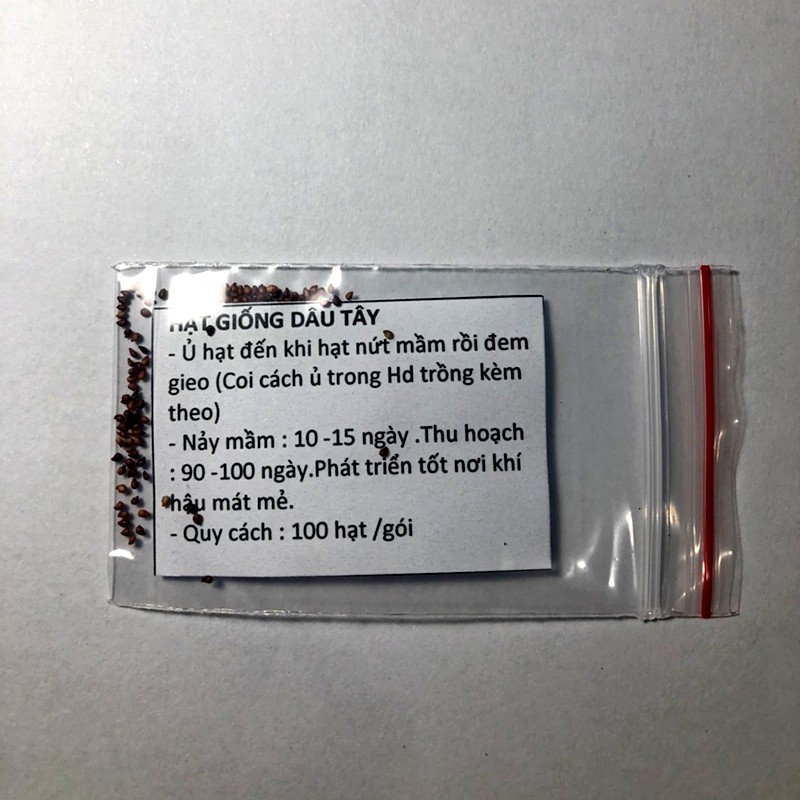 HẠT GIỐNG DÂU TÂY
- Ủ hạt đến khi hạt nứt mầm rồi đem
gieo (Coi cách ủ trong Hd trồng kèm
theo)
- Nảy mầm : 10 -15 ngày .Thu hoạch
: 90 -100 ngày.Phát triển tốt nơi khí
hậu mát mẻ.
- Quy cách : 100 hạt /gói